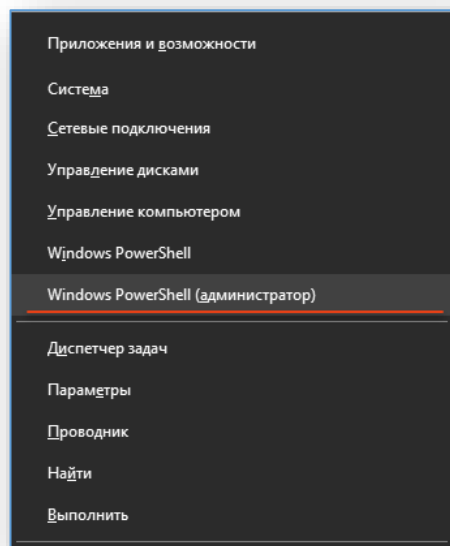 Приложения и возможности
Система
Сетевые подключения
Управление дисками
Управление компьютером
Windows PowerShell
Windows PowerShell (администратор)
Диспетчер задач
Параметры
Проводник
Найти
Выполнить